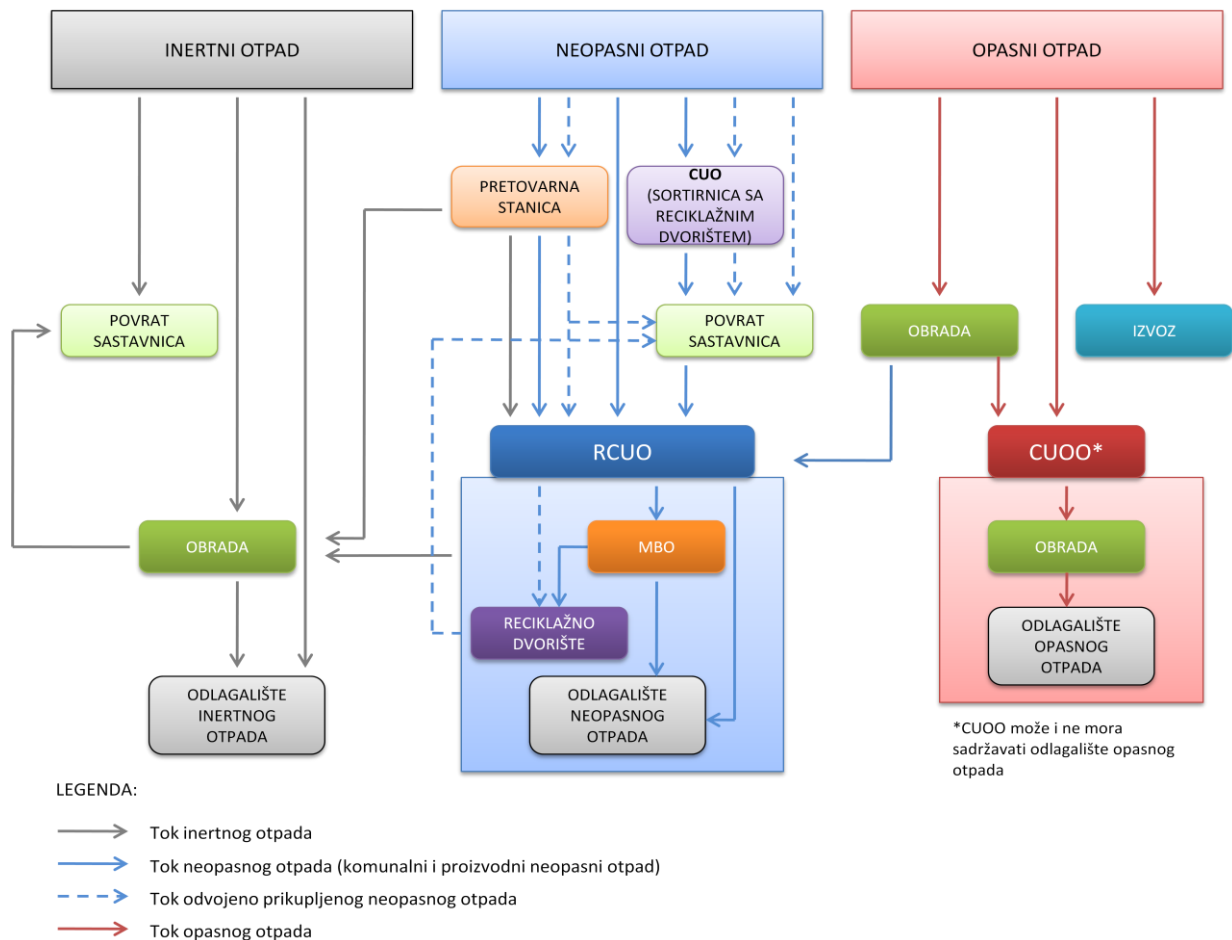 INERTNI OTPAD
NEOPASNI OTPAD
OPASNI OTPAD
PRETOVARNA
STANICA
CUO
(SORTIRNICA SA
RECIKLAŽNIM
DVORIŠTEM)
POVRAT
SASTAVNICA
POVRAT
SASTAVNICA
OBRADA
IZVOZ
RCUO
CUOO*
OBRADA
MBO
OBRADA
RECIKLAŽNO
DVORIŠTE
ODLAGALIŠTE
OPASNOG
OTPADA
ODLAGALIŠTE
INERTNOG
OTPADA
ODLAGALIŠTE
NEOPASNOG
OTPADA
*CUOO može i ne mora
sadržavati odlagalište opasnog
otpada
LEGENDA:
Tok inertnog otpada
Tok neopasnog otpada (komunalni i proizvodni neopasni otpad)
Tok odvojeno prikupljenog neopasnog otpada
Tok opasnog otpada